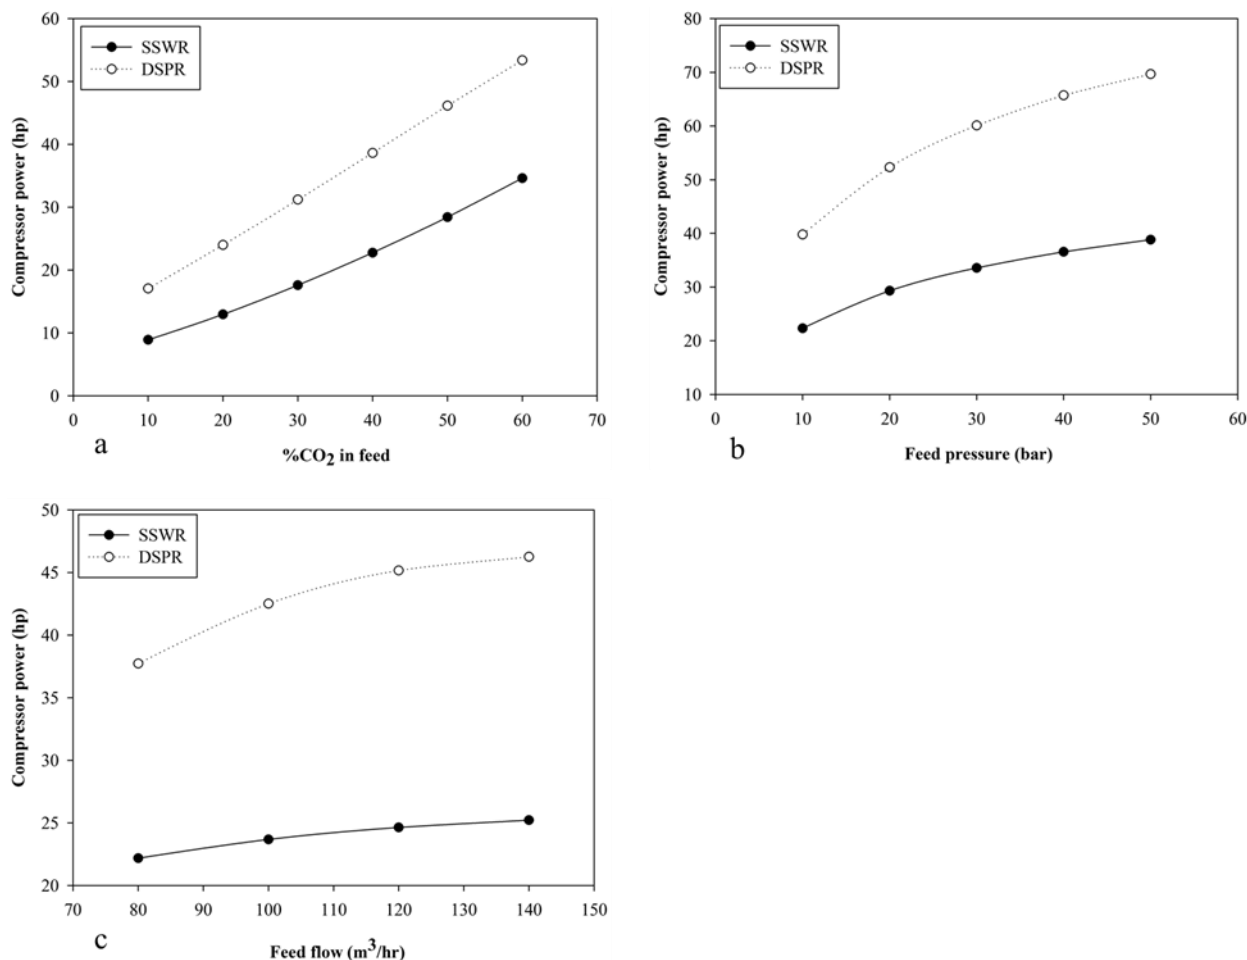 60
50
40
30
20
10
0
Compressor power (hp)
SSWR
DSPR
0 10 20 30 40 50 60 70
%CO2 in feed
a
80
70
60
50
40
30
20
10
Compressor power (hp)
SSWR
DSPR
0 10 20 30 40 50 60
Feed pressure (bar)
b
50
45
40
35
30
25
20
Compressor power (hp)
SSWR
DSPR
70 80 90 100 110 120 130 140 150
Feed flow (m3/hr)
c